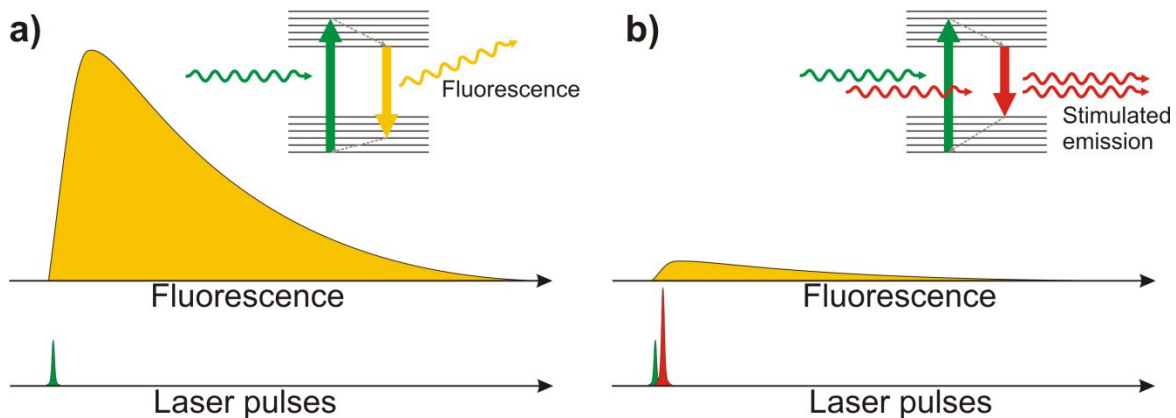 a)
Fluorescence
Fluorescence
Laser pulses
b)
Stimulated
emission
Fluorescence
Laser pulses